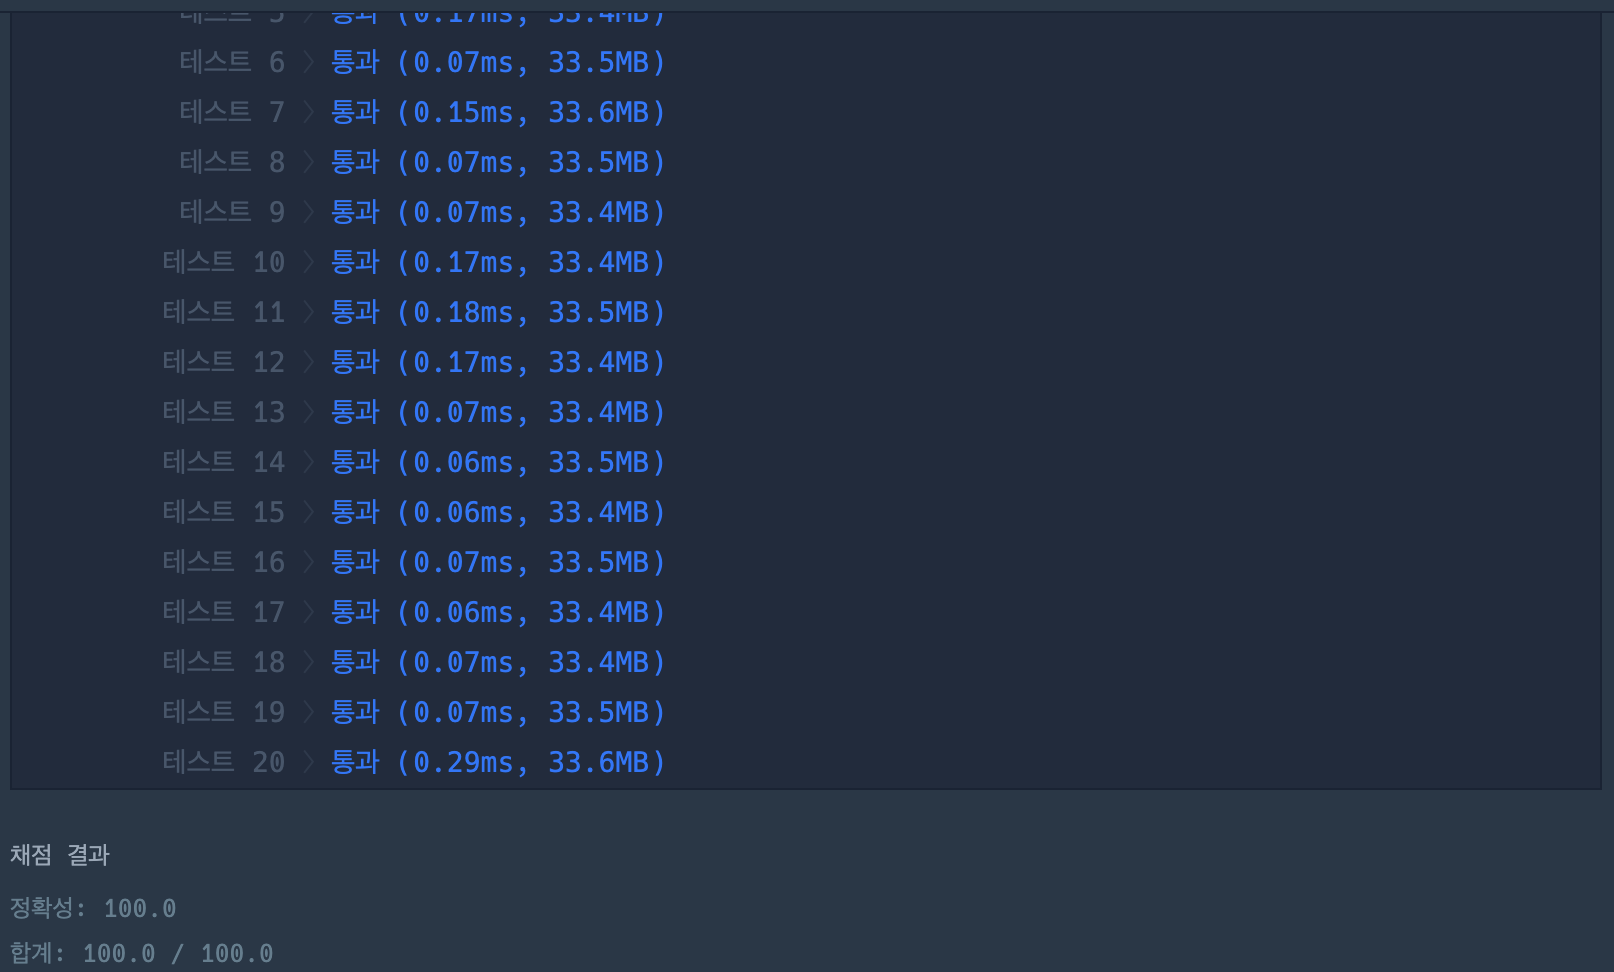 테스트 5 〉 통과 (0.17ms, 33.4MB)
테스트 6 〉 통과 (0.07ms, 33.5MB)
테스트 7 〉 통과 (0.15ms, 33.6MB)
테스트 8 〉 통과 (0.07ms, 33.5MB)
테스트 9 〉 통과 (0.07ms, 33.4MB)
테스트 10 〉 통과 (0.17ms, 33.4MB)
테스트 11 〉 통과 (0.18ms, 33.5MB)
테스트 12 〉 통과 (0.17ms, 33.4MB)
테스트 13 〉 통과 (0.07ms, 33.4MB)
테스트 14 〉 통과 (0.06ms, 33.5MB)
테스트 15 〉 통과 (0.06ms, 33.4MB)
테스트 16 〉 통과 (0.07ms, 33.5MB)
테스트 17 〉 통과 (0.06ms, 33.4MB)
테스트 18 〉 통과 (0.07ms, 33.4MB)
테스트 19 〉 통과 (0.07ms, 33.5MB)
테스트 20 〉 통과 (0.29ms, 33.6MB)
채점 결과
정확성: 100.0
합계: 100.0 / 100.0